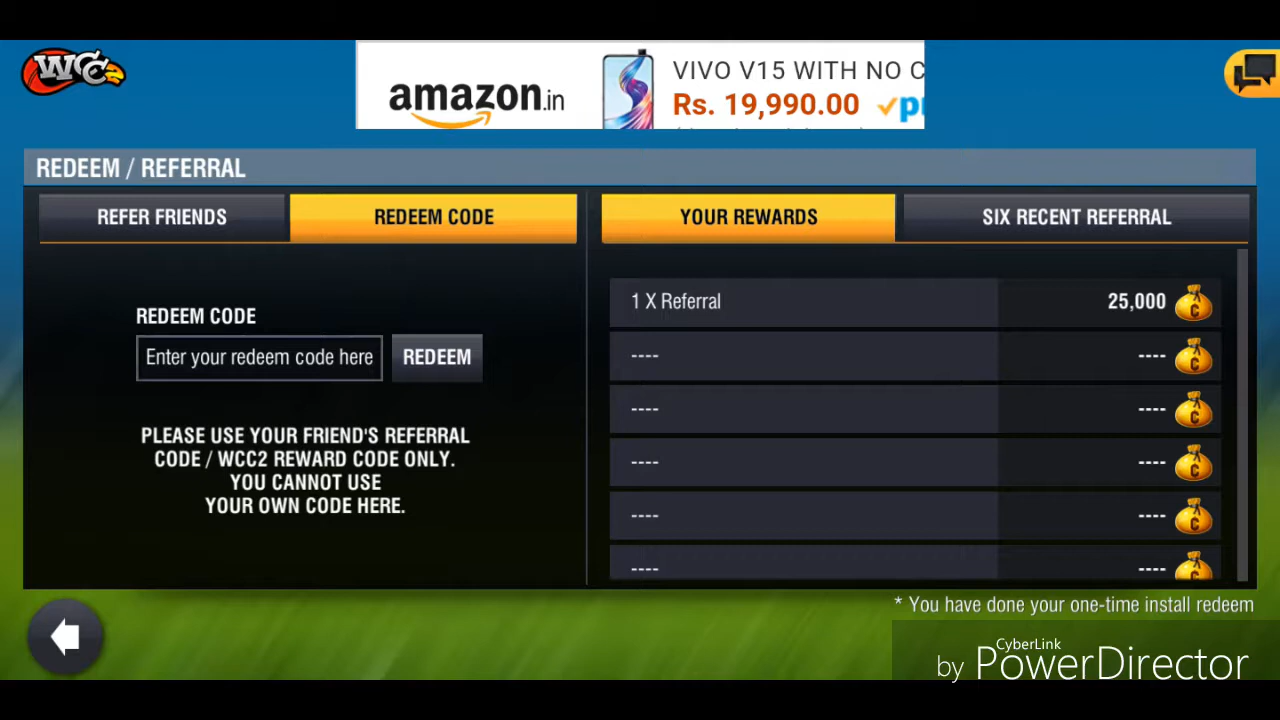 WCC
amazon.in
VIVO V15 WITH NO C
Rs. 19,990.00
REDEEM / REFERRAL
REFER FRIENDS
REDEEM CODE
YOUR REWARDS
SIX RECENT REFERRAL
REDEEM CODE
Enter your redeem code here
REDEEM
PLEASE USE YOUR FRIEND'S REFERRAL
CODE / WCC2 REWARD CODE ONLY.
YOU CANNOT USE
YOUR OWN CODE HERE.
1 X Referral 25,000
---- ----
---- ----
---- ----
---- ----
---- ----
* You have done your one-time install redeem
CyberLink
by PowerDirector